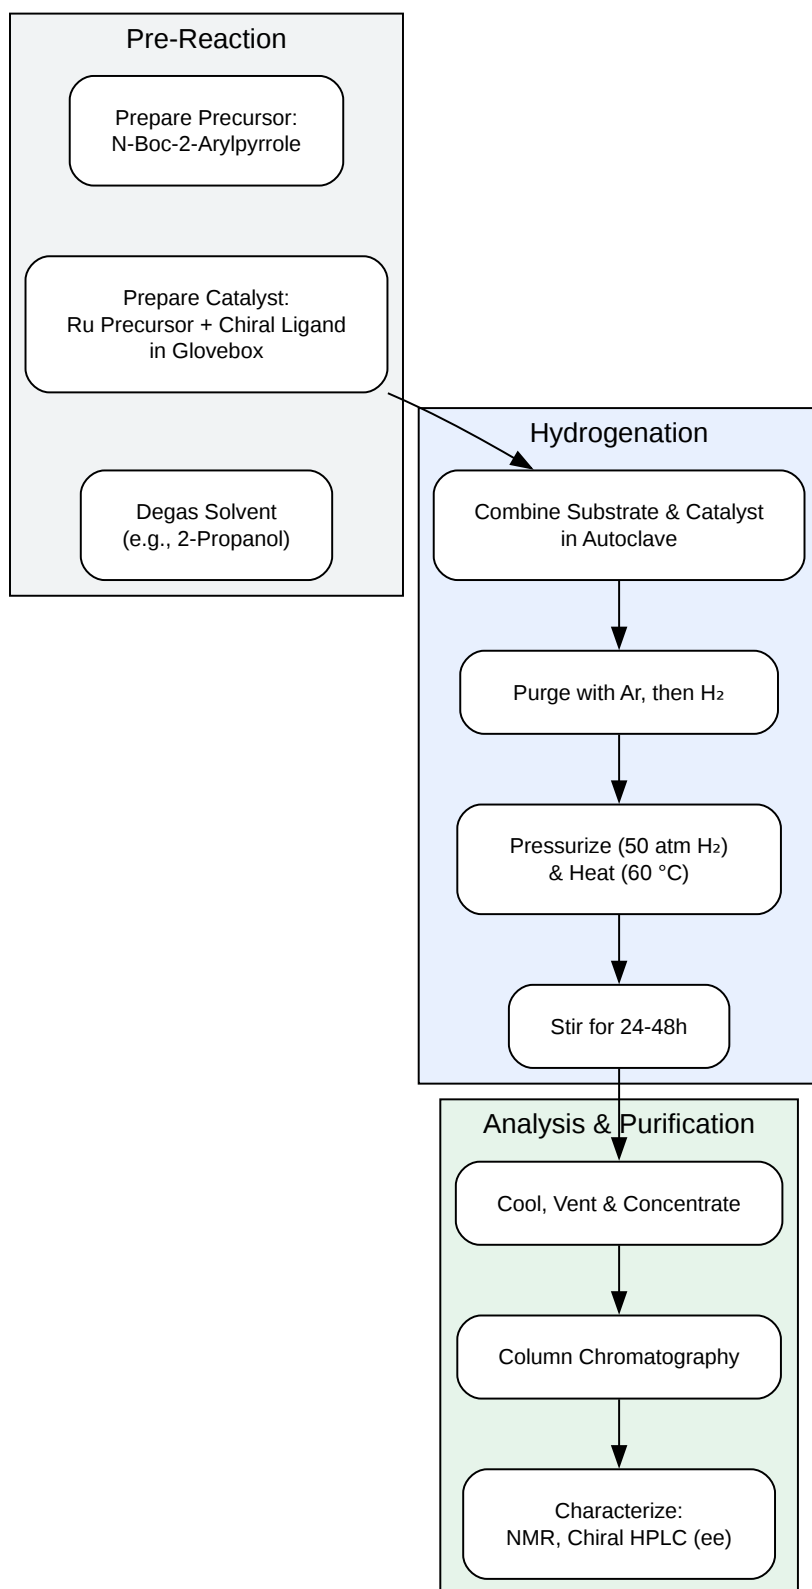 Pre-Reaction
Prepare Precursor:
N-Boc-2-Arylpyrrole
Prepare Catalyst:
Ru Precursor + Chiral Ligand
in Glovebox
Degas Solvent
(e.g., 2-Propanol)
Hydrogenation
Combine Substrate & Catalyst
in Autoclave
Purge with Ar, then H₂
Pressurize (50 atm H₂)
& Heat (60 °C)
Stir for 24-48h
Analysis & Purification
Cool, Vent & Concentrate
Column Chromatography
Characterize:
NMR, Chiral HPLC (ee)